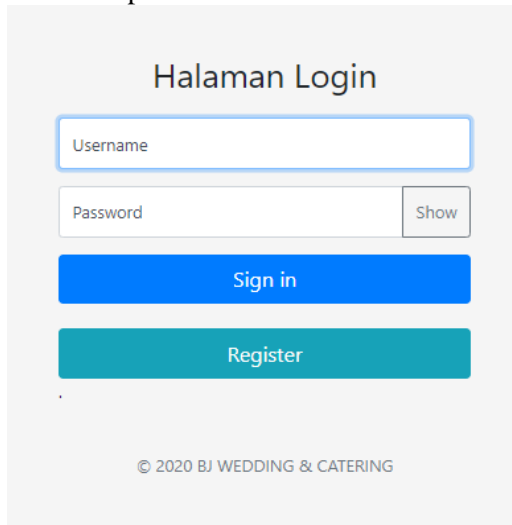 Halaman Login
Username
Password Show
Sign in
Register
.
© 2020 BJ WEDDING & CATERING